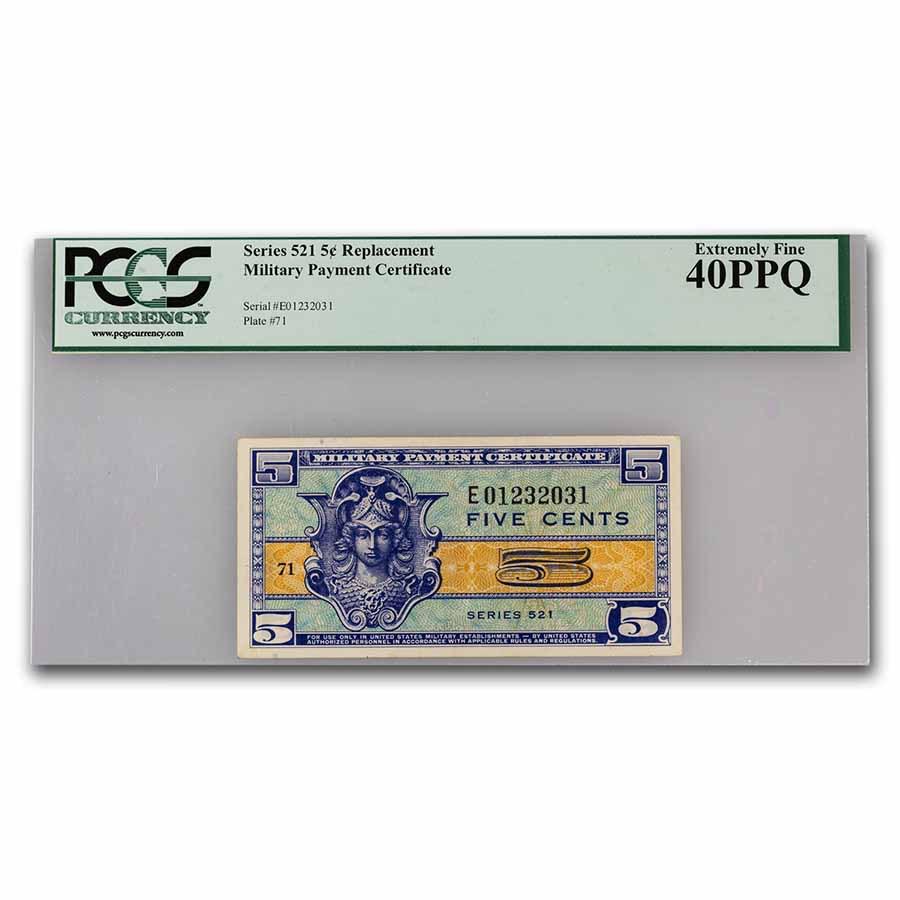 PCGS
CURRENCY
www.pcgscurrency.com
Series 521 5¢ Replacement
Military Payment Certificate
Serial #E01232031
Plate #71
Extremely Fine
40PPQ
5 MILITARY PAYMENT CERTIFICATE 5
E01232031
FIVE CENTS
71 5
SERIES 521
5 5
FOR USE ONLY IN UNITED STATES MILITARY ESTABLISHMENTS — BY UNITED STATES
AUTHORIZED PERSONNEL IN ACCORDANCE WITH APPLICABLE RULES AND REGULATIONS.